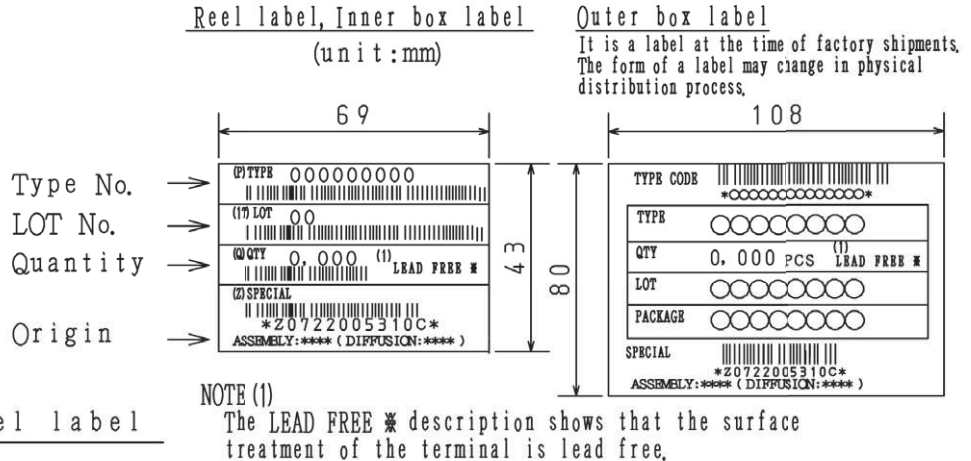 Reel label, Inner box label
(unit:mm)
Outer box label
It is a label at the time of factory shipments.
The form of a label may change in physical
distribution process.
69
108
Type No.
LOT No.
Quantity
Origin
(P)TYPE 000000000
(1T) LOT 00
(Q)QTY 0,000 (1) LEAD FREE ※
(Z)SPECIAL
*Z0722005310C*
ASSEMBLY:**** (DIFFUSION:****)
43
80
TYPE CODE
*○○○○○○○○○○○○○○*
TYPE ○○○○○○○○
QTY 0,000 PCS (1) LEAD FREE ※
LOT ○○○○○○○○
PACKAGE ○○○○○○○○
SPECIAL
*Z0722005310C*
ASSEMBLY:**** (DIFFUSION:****)
NOTE (1)
The LEAD FREE ※ description shows that the surface
treatment of the terminal is lead free.
el label